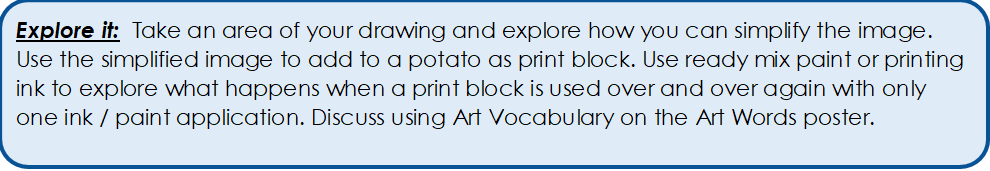 Explore it: Take an area of your drawing and explore how you can simplify the image.
Use the simplified image to add to a potato as print block. Use ready mix paint or printing
ink to explore what happens when a print block is used over and over again with only
one ink / paint application. Discuss using Art Vocabulary on the Art Words poster.